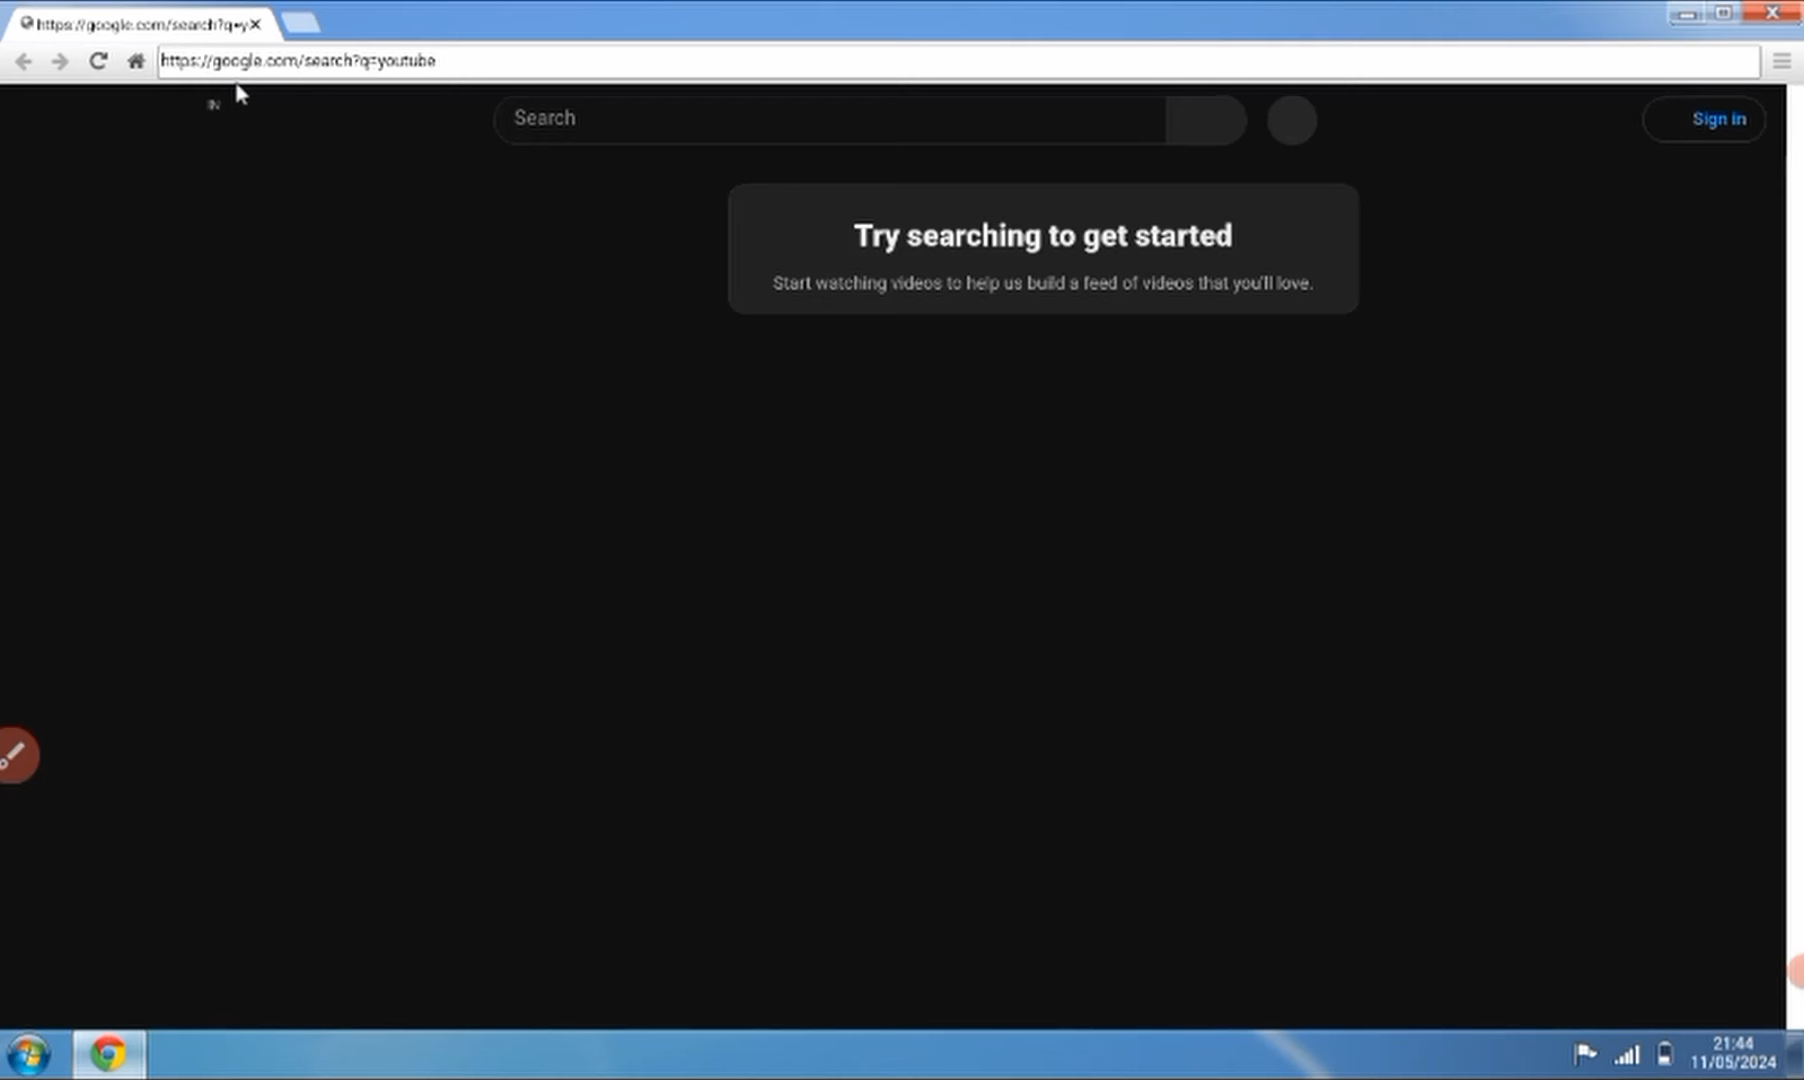 https://google.com/search?q=y
https://google.com/search?q=youtube
IN
Search
Sign in
Try searching to get started
Start watching videos to help us build a feed of videos that you'll love.
21:44
11/05/2024